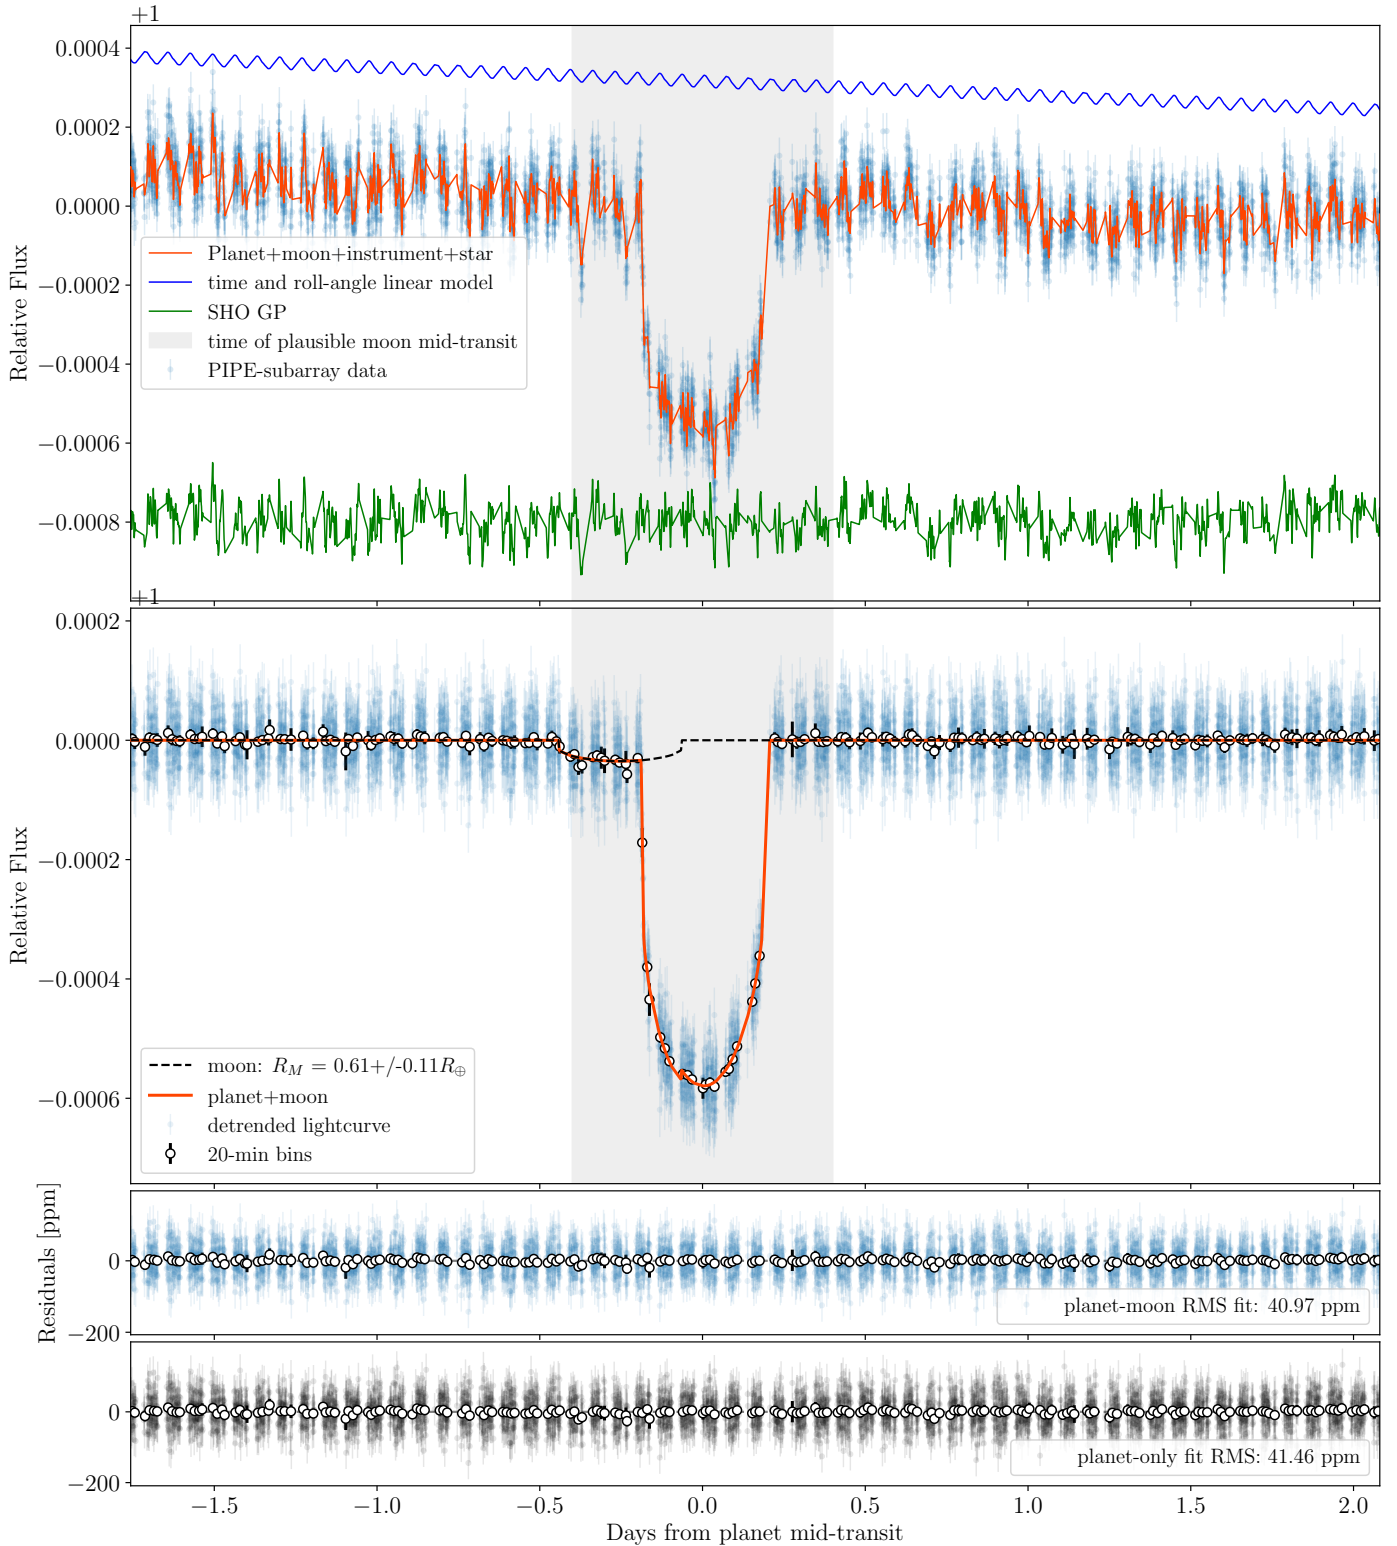 +1
0.0004
0.0002
0.0000
−0.0002
−0.0004
−0.0006
−0.0008
Relative Flux
Planet+moon+instrument+star
time and roll-angle linear model
SHO GP
time of plausible moon mid-transit
PIPE-subarray data
+1
0.0002
0.0000
−0.0002
−0.0004
−0.0006
Relative Flux
moon: R_M = 0.61+/-0.11R_⊕
planet+moon
detrended lightcurve
20-min bins
0
−200
Residuals [ppm]
planet-moon RMS fit: 40.97 ppm
0
−200
planet-only fit RMS: 41.46 ppm
−1.5 −1.0 −0.5 0.0 0.5 1.0 1.5 2.0
Days from planet mid-transit